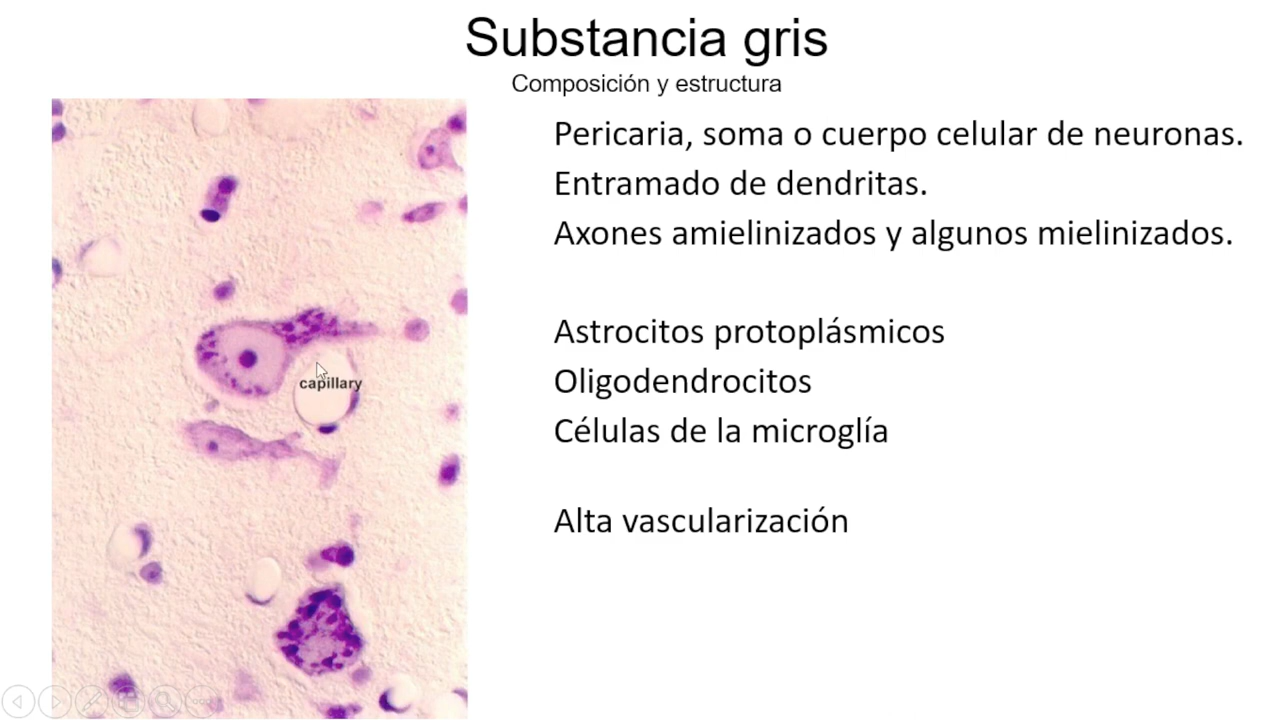 Substancia gris
Composición y estructura
Pericaria, soma o cuerpo celular de neuronas.
Entramado de dendritas.
Axones amielinizados y algunos mielinizados.
Astrocitos protoplásmicos
capillary
Oligodendrocitos
Células de la microglía
Alta vascularización